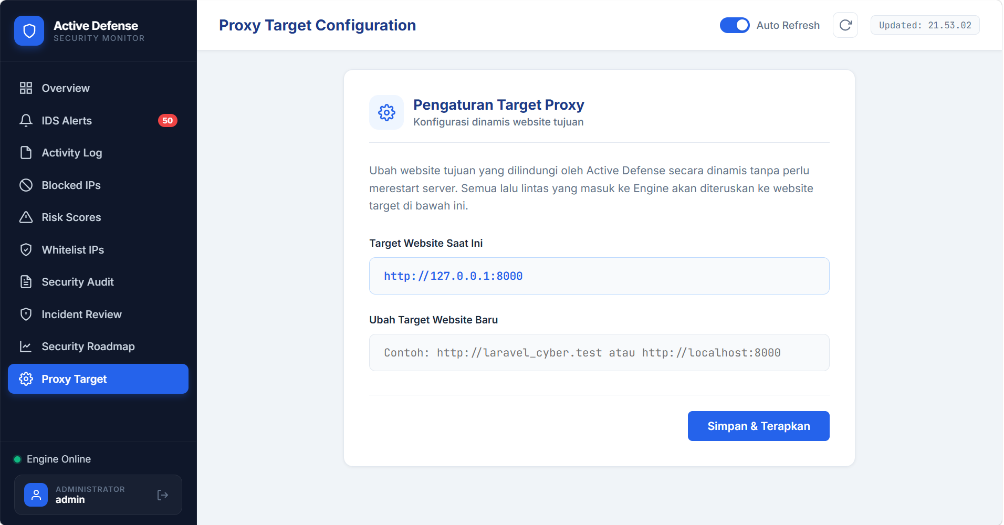 Active Defense
SECURITY MONITOR
Overview
IDS Alerts
50
Activity Log
Blocked IPs
Risk Scores
Whitelist IPs
Security Audit
Incident Review
Security Roadmap
Proxy Target
Engine Online
ADMINISTRATOR
admin
Proxy Target Configuration
Auto Refresh
Updated: 21.53.02
Pengaturan Target Proxy
Konfigurasi dinamis website tujuan
Ubah website tujuan yang dilindungi oleh Active Defense secara dinamis tanpa perlu
merestart server. Semua lalu lintas yang masuk ke Engine akan diteruskan ke website
target di bawah ini.
Target Website Saat Ini
http://127.0.0.1:8000
Ubah Target Website Baru
Contoh: http://laravel_cyber.test atau http://localhost:8000
Simpan & Terapkan